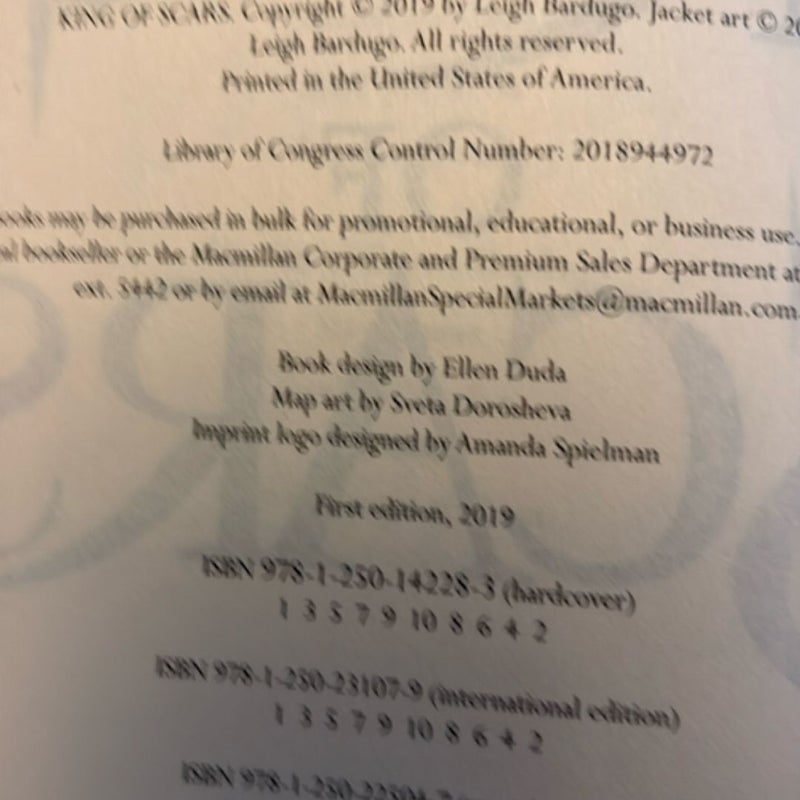 KING OF SCARS. Copyright © 2019 by Leigh Bardugo. Jacket art © 20
Leigh Bardugo. All rights reserved.
Printed in the United States of America.
Library of Congress Control Number: 2018944972
ooks may be purchased in bulk for promotional, educational, or business use.
al bookseller or the Macmillan Corporate and Premium Sales Department at
ext. 5442 or by email at MacmillanSpecialMarkets@macmillan.com.
Book design by Ellen Duda
Map art by Sveta Dorosheva
Imprint logo designed by Amanda Spielman
First edition, 2019
ISBN 978-1-250-14228-3 (hardcover)
1 3 5 7 9 10 8 6 4 2
ISBN 978-1-250-23107-9 (international edition)
1 3 5 7 9 10 8 6 4 2
ISBN